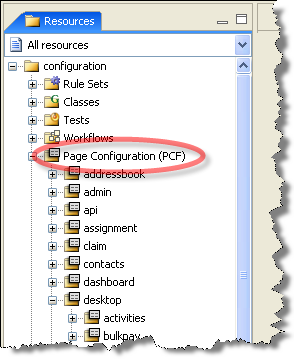 Resources
All resources
configuration
Rule Sets
Classes
Tests
Workflows
Page Configuration (PCF)
addressbook
admin
api
assignment
claim
contacts
dashboard
desktop
activities
bulkpay